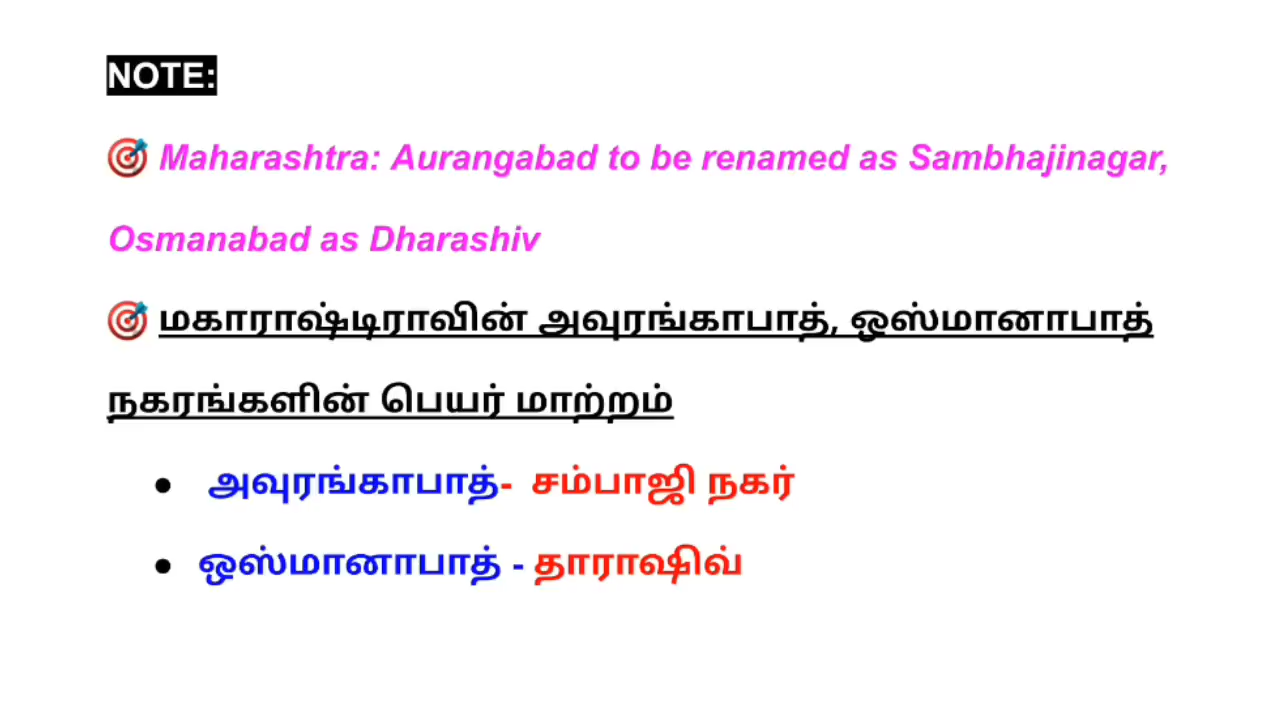 NOTE:
🎯 Maharashtra: Aurangabad to be renamed as Sambhajinagar,
Osmanabad as Dharashiv
🎯 மகாராஷ்டிராவின் அவுரங்காபாத், ஒஸ்மானாபாத்
நகரங்களின் பெயர் மாற்றம்
● அவுரங்காபாத்- சம்பாஜி நகர்
● ஒஸ்மானாபாத் - தாராஷிவ்